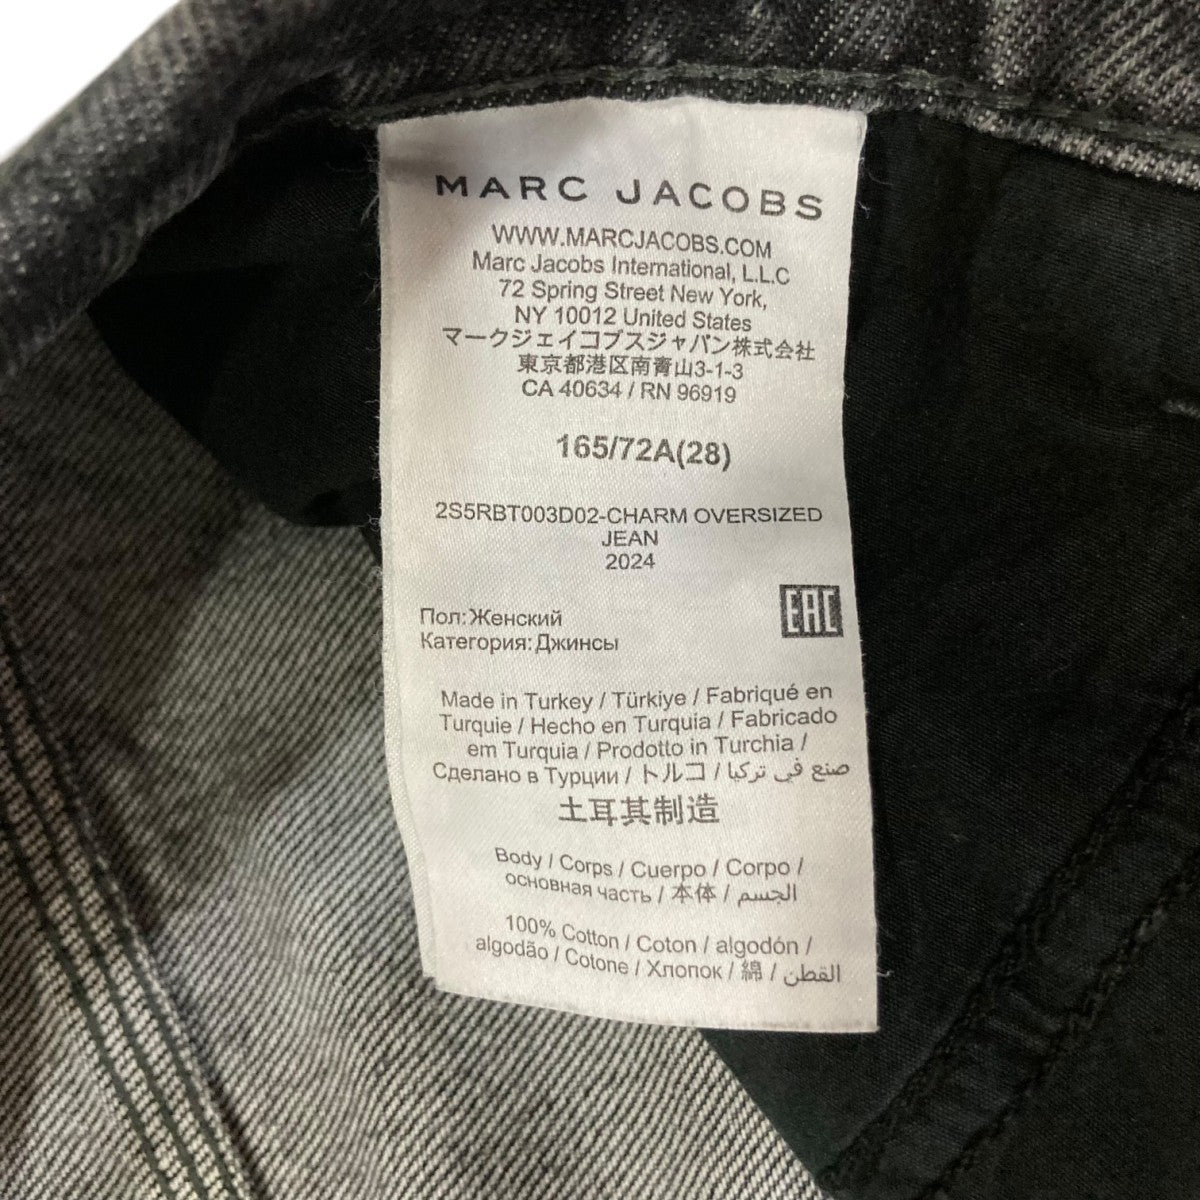 MARC JACOBS
WWW.MARCJACOBS.COM
Marc Jacobs International, L.L.C
72 Spring Street New York,
NY 10012 United States
マークジェイコブスジャパン株式会社
東京都港区南青山3-1-3
CA 40634 / RN 96919
165/72A(28)
2S5RBT003D02-CHARM OVERSIZED
JEAN
2024
EAC
Пол: Женский
Категория: Джинсы
Made in Turkey / Türkiye / Fabriqué en
Turquie / Hecho en Turquia / Fabricado
em Turquia / Prodotto in Turchia /
Сделано в Турции / トルコ / صنع في تركيا
土耳其制造
Body / Corps / Cuerpo / Corpo /
основная часть / 本体 / الجسم
100% Cotton / Coton / algodón /
algodão / Cotone / Хлопок / 綿 / القطن